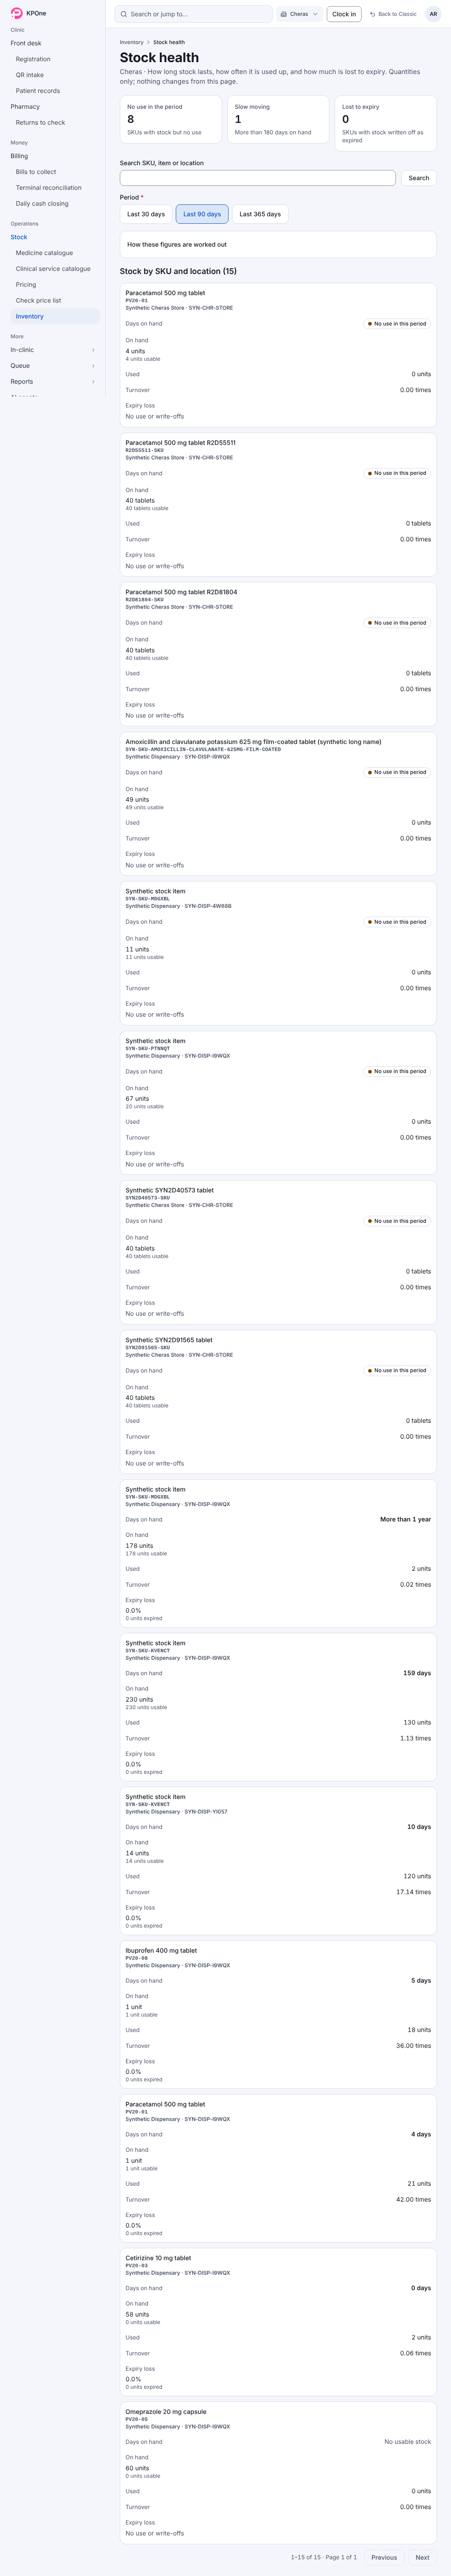 KPOne
Clinic
Front desk
Registration
QR intake
Patient records
Pharmacy
Returns to check
Money
Billing
Bills to collect
Terminal reconciliation
Daily cash closing
Operations
Stock
Medicine catalogue
Clinical service catalogue
Pricing
Check price list
Inventory
More
In-clinic
Queue
Reports
Search or jump to...
Cheras
Clock in
Back to Classic
AR
Inventory > Stock health
Stock health
Cheras · How long stock lasts, how often it is used up, and how much is lost to expiry. Quantities
only; nothing changes from this page.
No use in the period
8
SKUs with stock but no use
Slow moving
1
More than 180 days on hand
Lost to expiry
0
SKUs with stock written off as
expired
Search SKU, item or location
Search
Period *
Last 30 days
Last 90 days
Last 365 days
How these figures are worked out
Stock by SKU and location (15)
Paracetamol 500 mg tablet
PV20-01
Synthetic Cheras Store · SYN-CHR-STORE
Days on hand
No use in this period
On hand
4 units
4 units usable
Used
0 units
Turnover
0.00 times
Expiry loss
No use or write-offs
Paracetamol 500 mg tablet R2D55511
R2D55511-SKU
Synthetic Cheras Store · SYN-CHR-STORE
Days on hand
No use in this period
On hand
40 tablets
40 tablets usable
Used
0 tablets
Turnover
0.00 times
Expiry loss
No use or write-offs
Paracetamol 500 mg tablet R2D81804
R2D81804-SKU
Synthetic Cheras Store · SYN-CHR-STORE
Days on hand
No use in this period
On hand
40 tablets
40 tablets usable
Used
0 tablets
Turnover
0.00 times
Expiry loss
No use or write-offs
Amoxicillin and clavulanate potassium 625 mg film-coated tablet (synthetic long name)
SYN-SKU-AMOXICILLIN-CLAVULANATE-625MG-FILM-COATED
Synthetic Dispensary · SYN-DISP-I9WQX
Days on hand
No use in this period
On hand
49 units
49 units usable
Used
0 units
Turnover
0.00 times
Expiry loss
No use or write-offs
Synthetic stock item
SYN-SKU-MDGXBL
Synthetic Dispensary · SYN-DISP-4W6BB
Days on hand
No use in this period
On hand
11 units
11 units usable
Used
0 units
Turnover
0.00 times
Expiry loss
No use or write-offs
Synthetic stock item
SYN-SKU-PTNNQT
Synthetic Dispensary · SYN-DISP-I9WQX
Days on hand
No use in this period
On hand
67 units
20 units usable
Used
0 units
Turnover
0.00 times
Expiry loss
No use or write-offs
Synthetic SYN2D40573 tablet
SYN2D40573-SKU
Synthetic Cheras Store · SYN-CHR-STORE
Days on hand
No use in this period
On hand
40 tablets
40 tablets usable
Used
0 tablets
Turnover
0.00 times
Expiry loss
No use or write-offs
Synthetic SYN2D91565 tablet
SYN2D91565-SKU
Synthetic Cheras Store · SYN-CHR-STORE
Days on hand
No use in this period
On hand
40 tablets
40 tablets usable
Used
0 tablets
Turnover
0.00 times
Expiry loss
No use or write-offs
Synthetic stock item
SYN-SKU-MDGXBL
Synthetic Dispensary · SYN-DISP-I9WQX
Days on hand
More than 1 year
On hand
178 units
178 units usable
Used
2 units
Turnover
0.02 times
Expiry loss
0.0%
0 units expired
Synthetic stock item
SYN-SKU-KVENCT
Synthetic Dispensary · SYN-DISP-I9WQX
Days on hand
159 days
On hand
230 units
230 units usable
Used
130 units
Turnover
1.13 times
Expiry loss
0.0%
0 units expired
Synthetic stock item
SYN-SKU-KVENCT
Synthetic Dispensary · SYN-DISP-YI057
Days on hand
10 days
On hand
14 units
14 units usable
Used
120 units
Turnover
17.14 times
Expiry loss
0.0%
0 units expired
Ibuprofen 400 mg tablet
PV20-08
Synthetic Dispensary · SYN-DISP-I9WQX
Days on hand
5 days
On hand
1 unit
1 unit usable
Used
18 units
Turnover
36.00 times
Expiry loss
0.0%
0 units expired
Paracetamol 500 mg tablet
PV20-01
Synthetic Dispensary · SYN-DISP-I9WQX
Days on hand
4 days
On hand
1 unit
1 unit usable
Used
21 units
Turnover
42.00 times
Expiry loss
0.0%
0 units expired
Cetirizine 10 mg tablet
PV20-03
Synthetic Dispensary · SYN-DISP-I9WQX
Days on hand
0 days
On hand
58 units
0 units usable
Used
2 units
Turnover
0.06 times
Expiry loss
0.0%
0 units expired
Omeprazole 20 mg capsule
PV20-05
Synthetic Dispensary · SYN-DISP-I9WQX
Days on hand
No usable stock
On hand
60 units
0 units usable
Used
0 units
Turnover
0.00 times
Expiry loss
No use or write-offs
1–15 of 15 · Page 1 of 1
Previous
Next